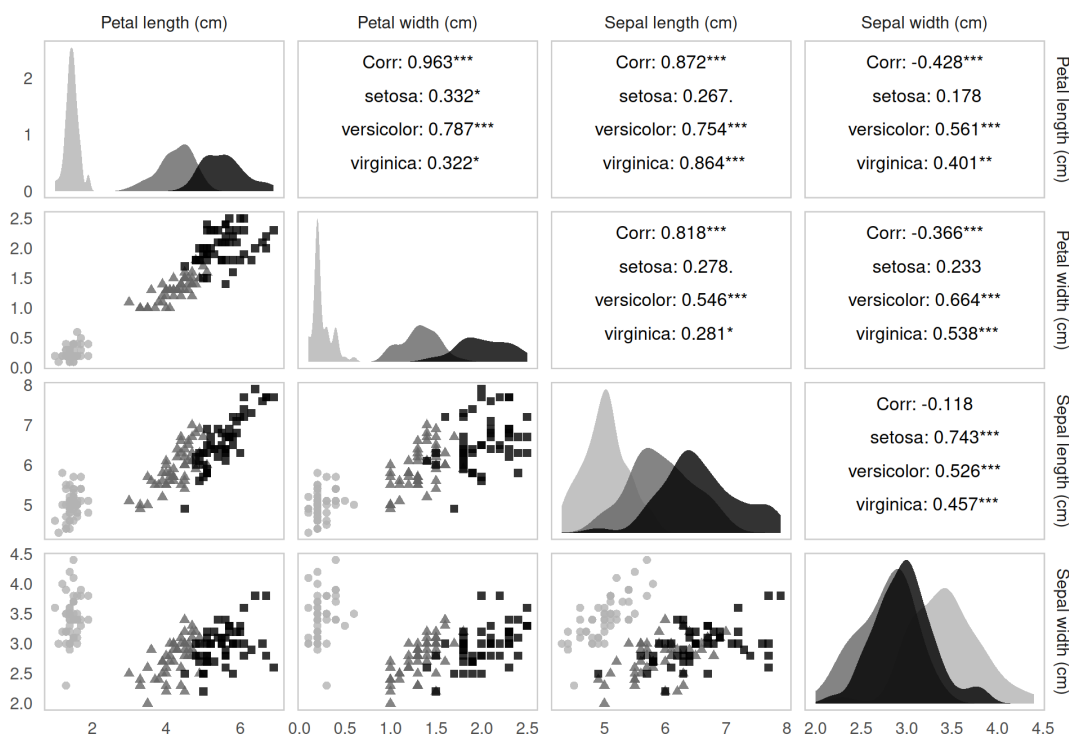 Petal length (cm) Petal width (cm) Sepal length (cm) Sepal width (cm)
2
1
0
Corr: 0.963***
setosa: 0.332*
versicolor: 0.787***
virginica: 0.322*
Corr: 0.872***
setosa: 0.267.
versicolor: 0.754***
virginica: 0.864***
Corr: -0.428***
setosa: 0.178
versicolor: 0.561***
virginica: 0.401**
Petal length (cm)
2.5
2.0
1.5
1.0
0.5
0.0
Corr: 0.818***
setosa: 0.278.
versicolor: 0.546***
virginica: 0.281*
Corr: -0.366***
setosa: 0.233
versicolor: 0.664***
virginica: 0.538***
Petal width (cm)
8
7
6
5
Corr: -0.118
setosa: 0.743***
versicolor: 0.526***
virginica: 0.457***
Sepal length (cm)
4.5
4.0
3.5
3.0
2.5
2.0
Sepal width (cm)
2 4 6 0.0 0.5 1.0 1.5 2.0 2.5 5 6 7 8 2.0 2.5 3.0 3.5 4.0 4.5